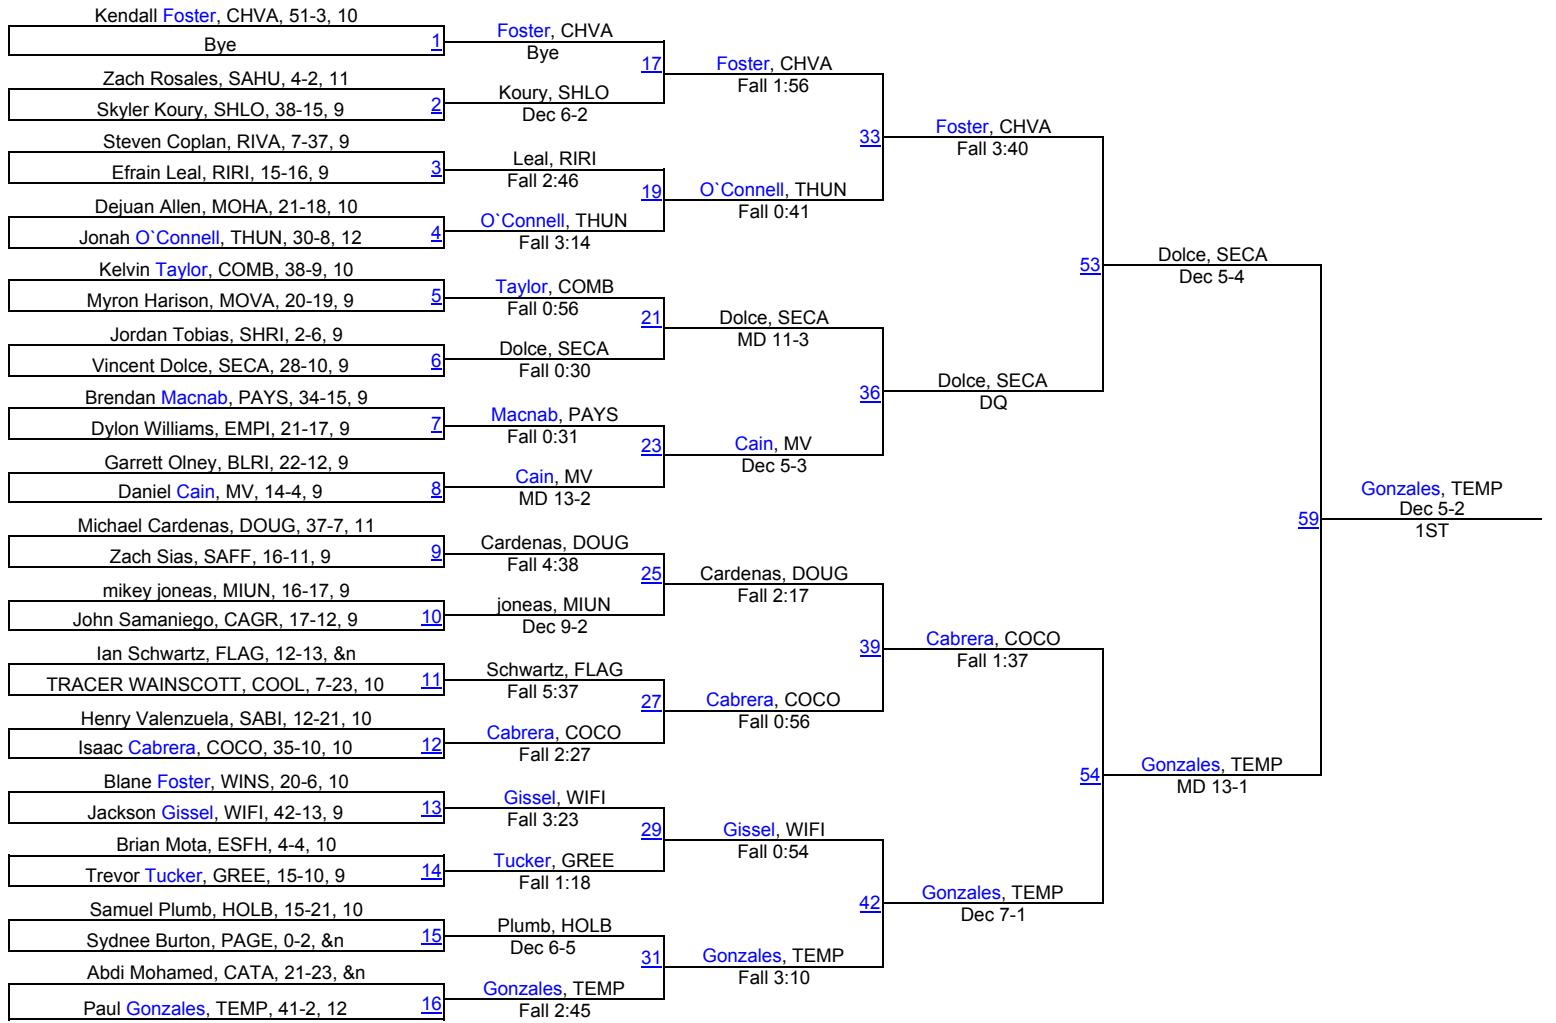 Kendall Foster, CHVA, 51-3, 10
Bye
1
Zach Rosales, SAHU, 4-2, 11
Skyler Koury, SHLO, 38-15, 9
2
Steven Coplan, RIVA, 7-37, 9
Efrain Leal, RIRI, 15-16, 9
3
Dejuan Allen, MOHA, 21-18, 10
Jonah O`Connell, THUN, 30-8, 12
4
Kelvin Taylor, COMB, 38-9, 10
Myron Harison, MOVA, 20-19, 9
5
Jordan Tobias, SHRI, 2-6, 9
Vincent Dolce, SECA, 28-10, 9
6
Brendan Macnab, PAYS, 34-15, 9
Dylon Williams, EMPI, 21-17, 9
7
Garrett Olney, BLRI, 22-12, 9
Daniel Cain, MV, 14-4, 9
8
Michael Cardenas, DOUG, 37-7, 11
Zach Sias, SAFF, 16-11, 9
9
mikey joneas, MIUN, 16-17, 9
John Samaniego, CAGR, 17-12, 9
10
Ian Schwartz, FLAG, 12-13, &n
TRACER WAINSCOTT, COOL, 7-23, 10
11
Henry Valenzuela, SABI, 12-21, 10
Isaac Cabrera, COCO, 35-10, 10
12
Blane Foster, WINS, 20-6, 10
Jackson Gissel, WIFI, 42-13, 9
13
Brian Mota, ESFH, 4-4, 10
Trevor Tucker, GREE, 15-10, 9
14
Samuel Plumb, HOLB, 15-21, 10
Sydnee Burton, PAGE, 0-2, &n
15
Abdi Mohamed, CATA, 21-23, &n
Paul Gonzales, TEMP, 41-2, 12
16
Foster, CHVA
Bye
17
Koury, SHLO
Dec 6-2
Leal, RIRI
Fall 2:46
19
O`Connell, THUN
Fall 3:14
Taylor, COMB
Fall 0:56
21
Dolce, SECA
Fall 0:30
Macnab, PAYS
Fall 0:31
23
Cain, MV
MD 13-2
Cardenas, DOUG
Fall 4:38
25
joneas, MIUN
Dec 9-2
Schwartz, FLAG
Fall 5:37
27
Cabrera, COCO
Fall 2:27
Gissel, WIFI
Fall 3:23
29
Tucker, GREE
Fall 1:18
Plumb, HOLB
Dec 6-5
31
Gonzales, TEMP
Fall 2:45
Foster, CHVA
Fall 1:56
33
O`Connell, THUN
Fall 0:41
Dolce, SECA
MD 11-3
36
Cain, MV
Dec 5-3
Cardenas, DOUG
Fall 2:17
39
Cabrera, COCO
Fall 0:56
Gissel, WIFI
Fall 0:54
42
Gonzales, TEMP
Fall 3:10
Foster, CHVA
Fall 3:40
53
Dolce, SECA
DQ
Cabrera, COCO
Fall 1:37
54
Gonzales, TEMP
Dec 7-1
Dolce, SECA
Dec 5-4
59
Gonzales, TEMP
MD 13-1
Gonzales, TEMP
Dec 5-2
1ST